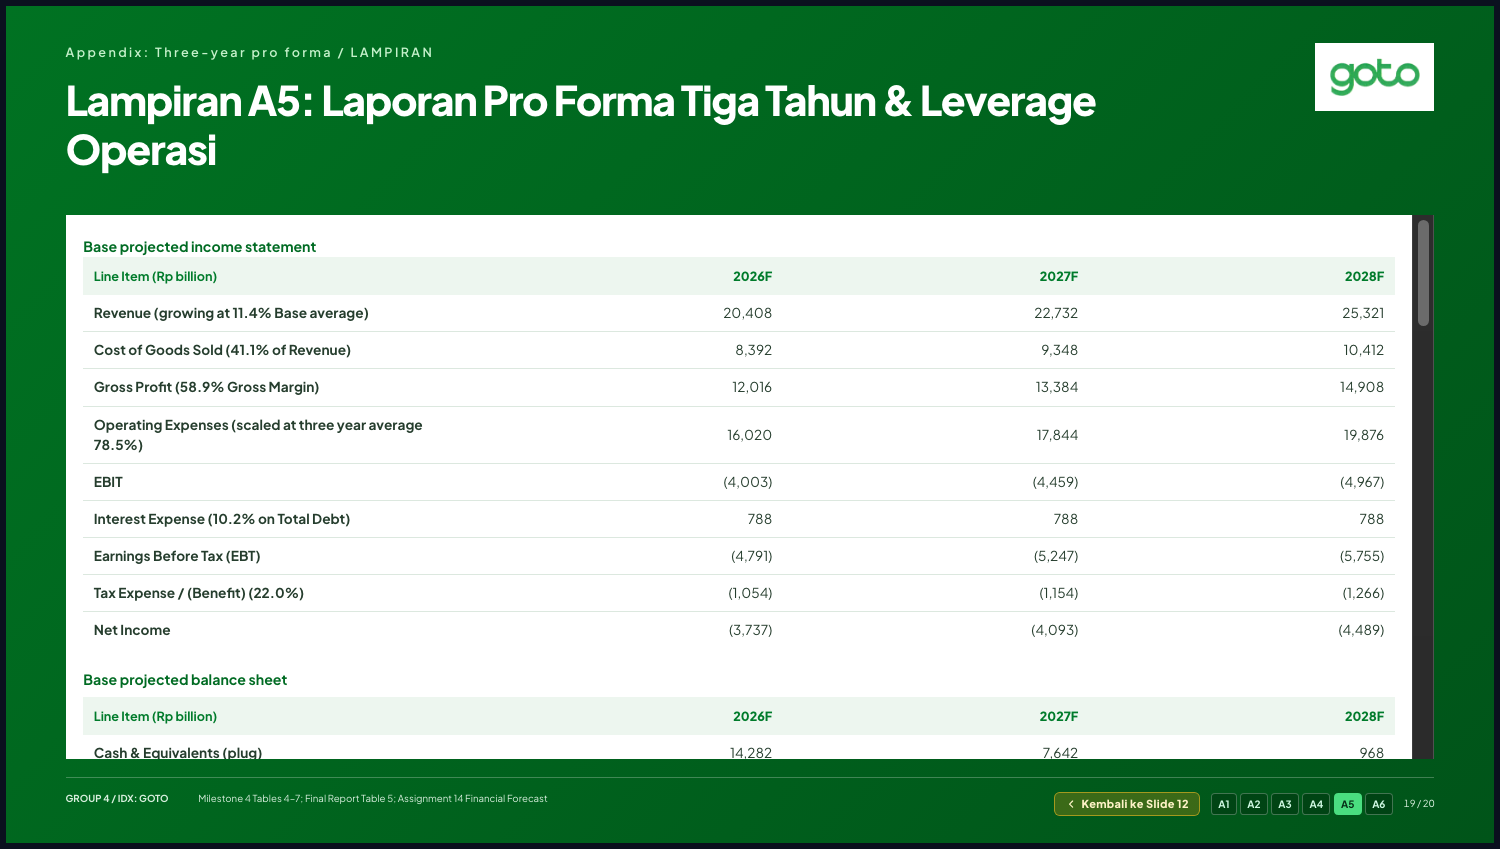 Appendix: Three-year pro forma / LAMPIRAN
goto
Lampiran A5: Laporan Pro Forma Tiga Tahun & Leverage
Operasi
Base projected income statement
Line Item (Rp billion) 2026F 2027F 2028F
Revenue (growing at 11.4% Base average) 20,408 22,732 25,321
Cost of Goods Sold (41.1% of Revenue) 8,392 9,348 10,412
Gross Profit (58.9% Gross Margin) 12,016 13,384 14,908
Operating Expenses (scaled at three year average
78.5%) 16,020 17,844 19,876
EBIT (4,003) (4,459) (4,967)
Interest Expense (10.2% on Total Debt) 788 788 788
Earnings Before Tax (EBT) (4,791) (5,247) (5,755)
Tax Expense / (Benefit) (22.0%) (1,054) (1,154) (1,266)
Net Income (3,737) (4,093) (4,489)
Base projected balance sheet
Line Item (Rp billion) 2026F 2027F 2028F
Cash & Equivalents (plug) 14,282 7,642 968
GROUP 4 / IDX: GOTO Milestone 4 Tables 4–7; Final Report Table 5; Assignment 14 Financial Forecast
Kembali ke Slide 12 A1 A2 A3 A4 A5 A6 19 / 20